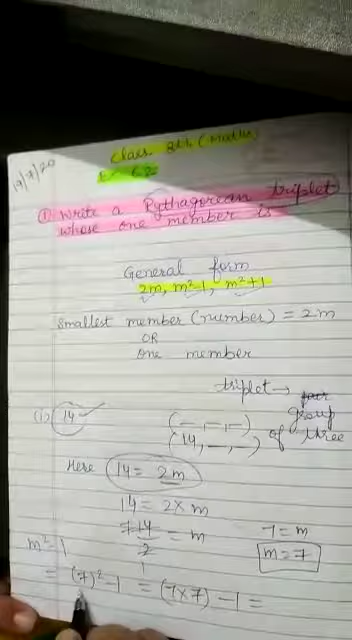 17/7/20
Class 8th (Maths)
Ex- 6.2
① Write a Pythagorean triplet
whose one member is
General form
2m, m²-1, m²+1
Smallest member (number) = 2m
OR
one member
triplet → group
of three
(i) 14 ✓
(—, —, —)
(14, —, —)
Here 14 = 2m
14 = 2 × m
7 14/2 = m
7 = m
m = 7
m² - 1
= (7)² - 1 = (7×7) - 1 =